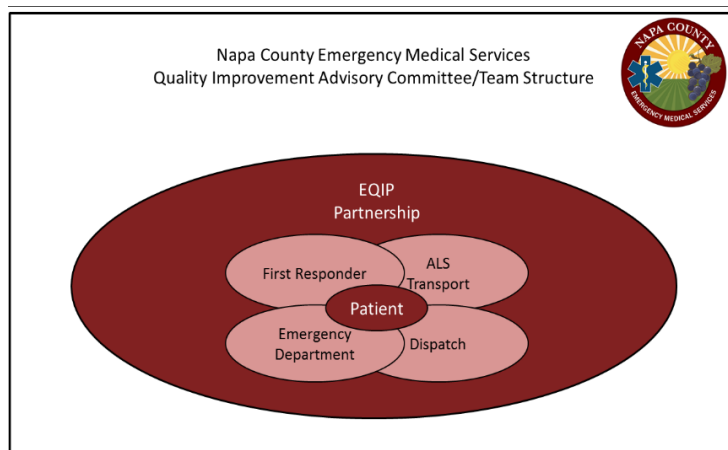 Napa County Emergency Medical Services
Quality Improvement Advisory Committee/Team Structure
NAPA COUNTY
EMERGENCY MEDICAL SERVICES
EQIP
Partnership
First Responder
ALS
Transport
Patient
Emergency
Department
Dispatch